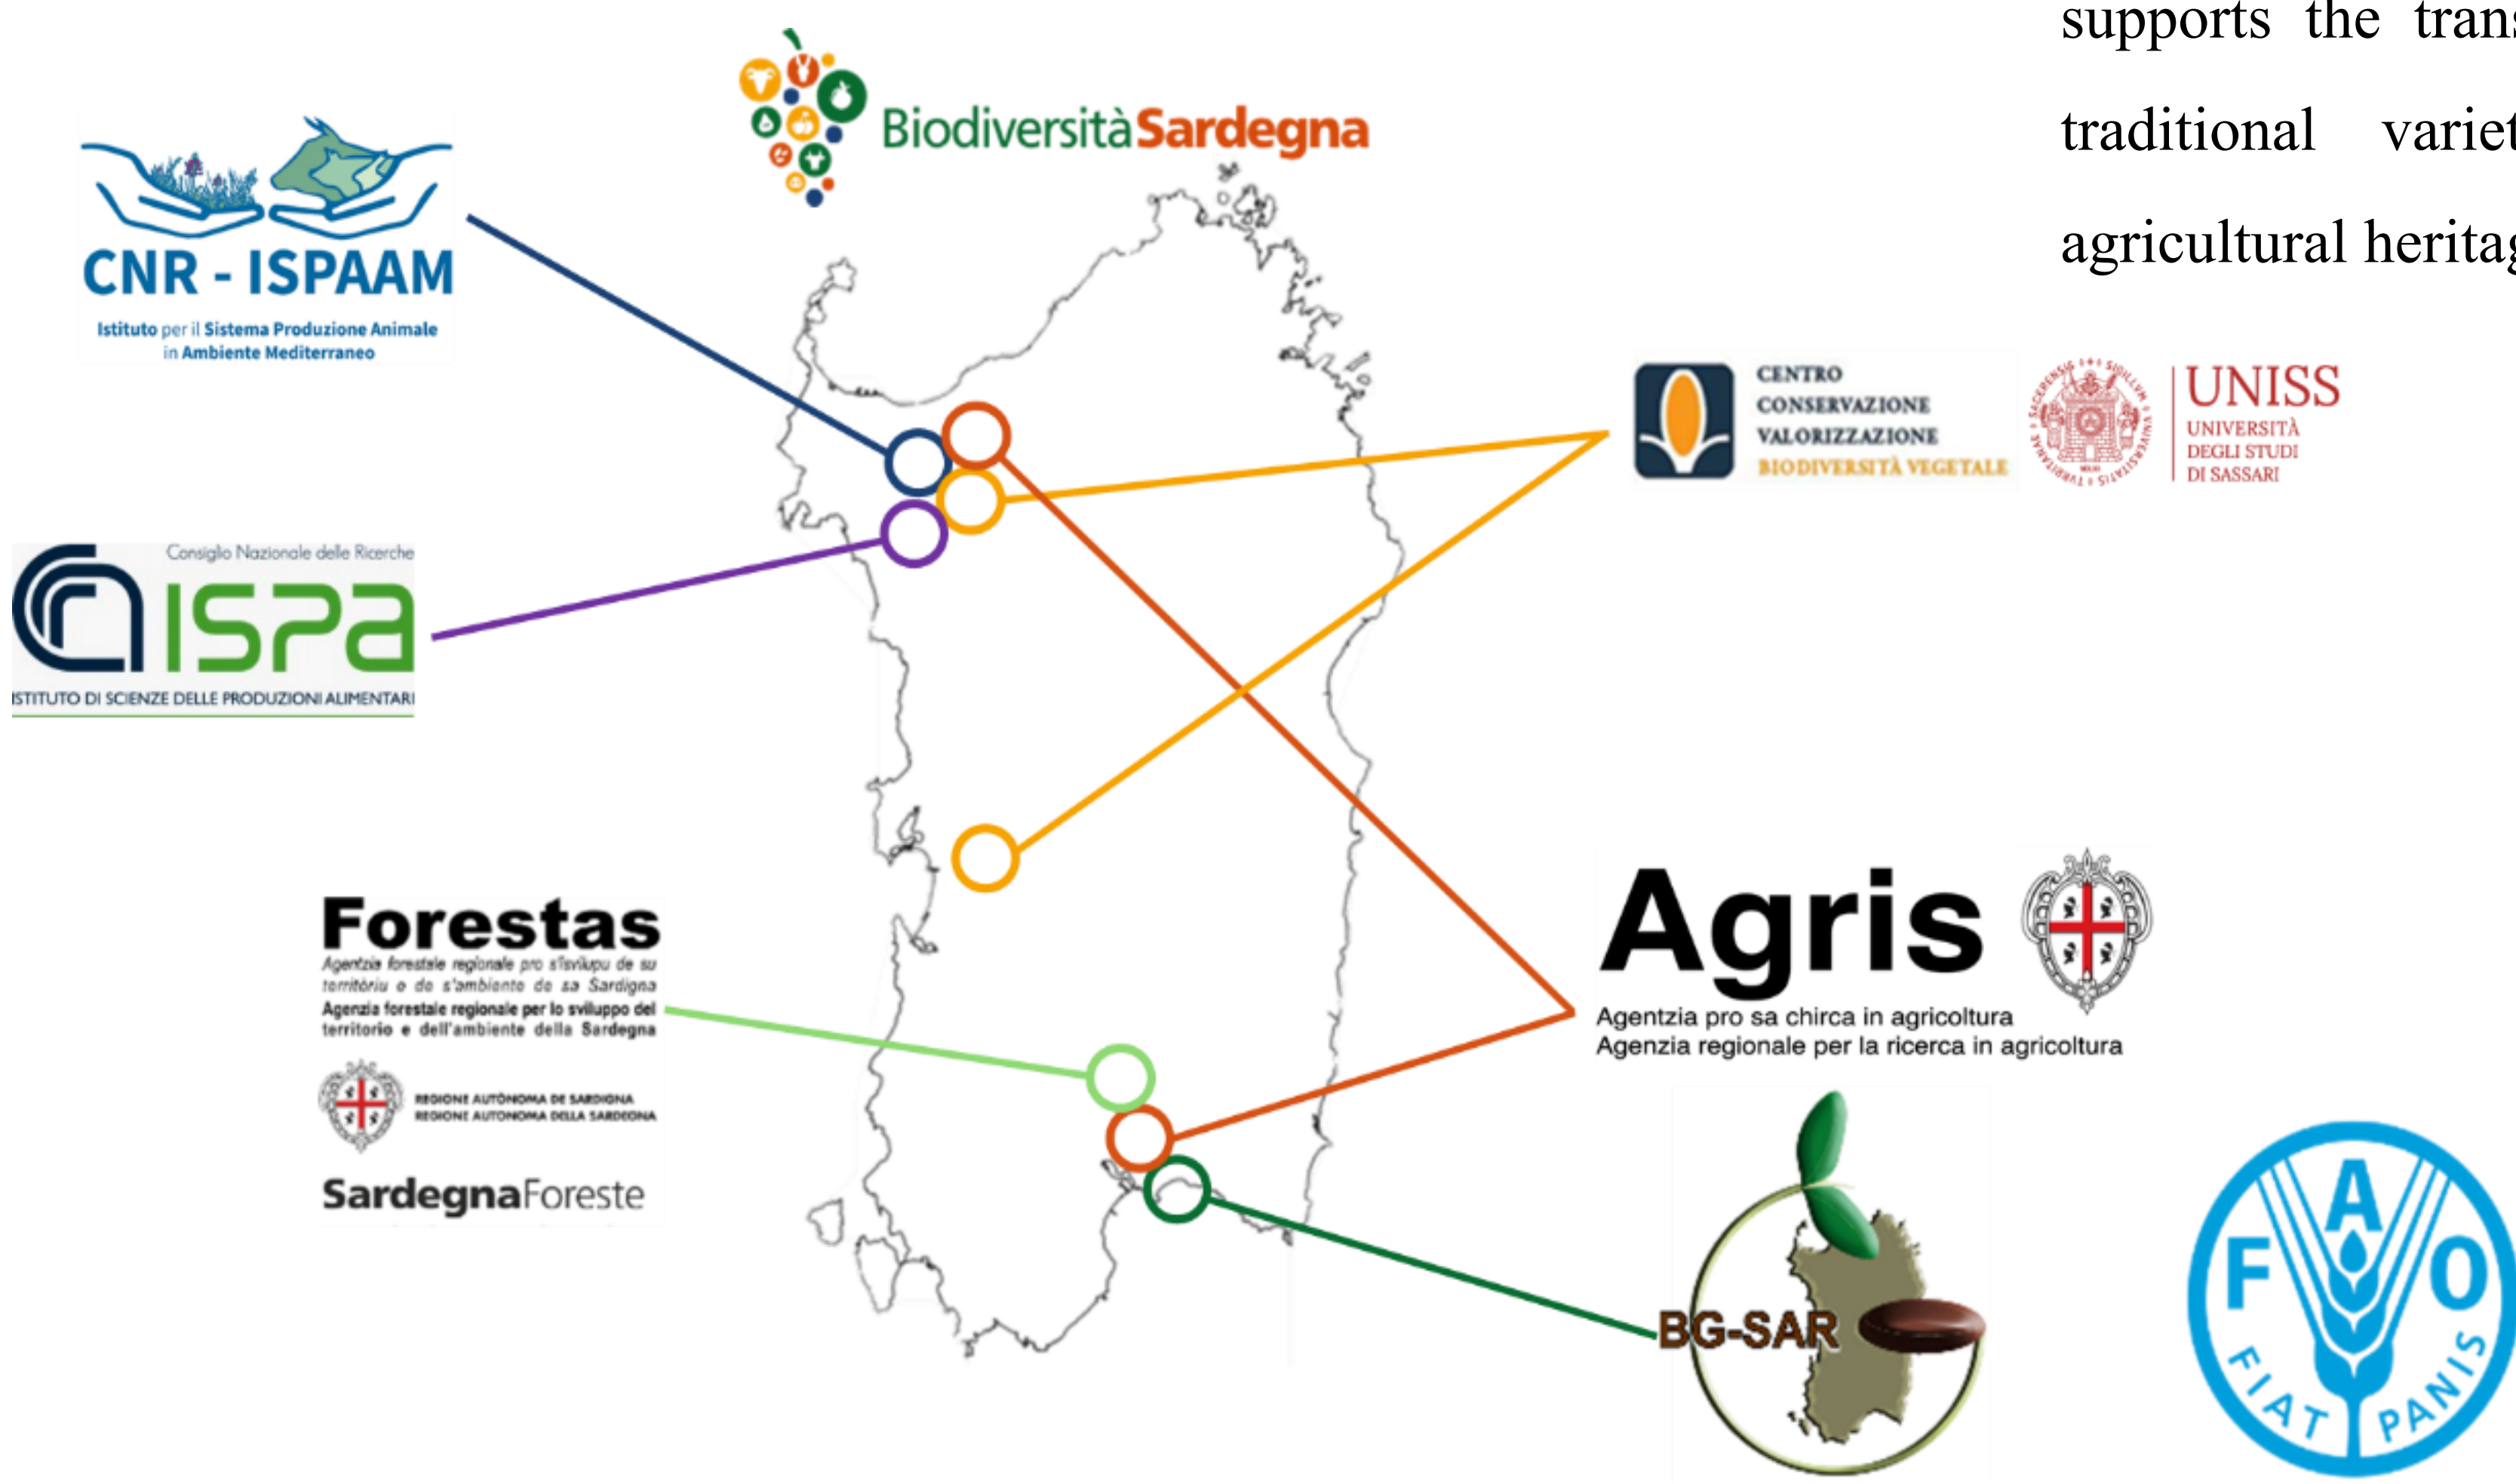 supports the trans
traditional variet
agricultural heritag
BiodiversitàSardegna
CNR - ISPAAM
Istituto per il Sistema Produzione Animale
in Ambiente Mediterraneo
CENTRO
CONSERVAZIONE
VALORIZZAZIONE
BIODIVERSITÀ VEGETALE
UNISS
UNIVERSITÀ
DEGLI STUDI
DI SASSARI
Consiglio Nazionale delle Ricerche
ISPa
ISTITUTO DI SCIENZE DELLE PRODUZIONI ALIMENTARI
Forestas
Agentzia forestale regionale pro s'isvilupu de su
territòriu e de s'ambiente de sa Sardigna
Agenzia forestale regionale per lo sviluppo del
territorio e dell'ambiente della Sardegna
REGIONE AUTÒNOMA DE SARDIGNA
REGIONE AUTONOMA DELLA SARDEGNA
SardegnaForeste
Agris
Agentzia pro sa chirca in agricoltura
Agenzia regionale per la ricerca in agricoltura
BG-SAR
F A O
FIAT PANIS